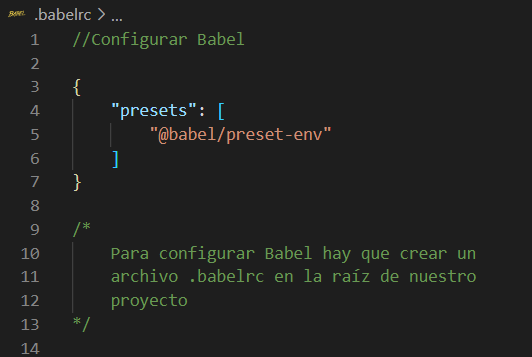 BABEL .babelrc > ...
1 //Configurar Babel
2
3 {
4 "presets": [
5 "@babel/preset-env"
6 ]
7 }
8
9 /*
10 Para configurar Babel hay que crear un
11 archivo .babelrc en la raíz de nuestro
12 proyecto
13 */
14